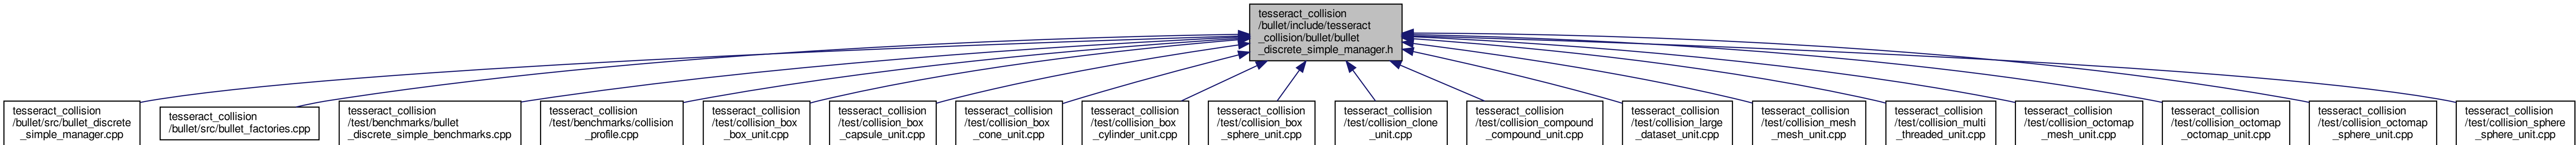 tesseract_collision
/bullet/include/tesseract
_collision/bullet/bullet
_discrete_simple_manager.h
tesseract_collision
/bullet/src/bullet_discrete
_simple_manager.cpp
tesseract_collision
/bullet/src/bullet_factories.cpp
tesseract_collision
/test/benchmarks/bullet
_discrete_simple_benchmarks.cpp
tesseract_collision
/test/benchmarks/collision
_profile.cpp
tesseract_collision
/test/collision_box
_box_unit.cpp
tesseract_collision
/test/collision_box
_capsule_unit.cpp
tesseract_collision
/test/collision_box
_cone_unit.cpp
tesseract_collision
/test/collision_box
_cylinder_unit.cpp
tesseract_collision
/test/collision_box
_sphere_unit.cpp
tesseract_collision
/test/collision_clone
_unit.cpp
tesseract_collision
/test/collision_compound
_compound_unit.cpp
tesseract_collision
/test/collision_large
_dataset_unit.cpp
tesseract_collision
/test/collision_mesh
_mesh_unit.cpp
tesseract_collision
/test/collision_multi
_threaded_unit.cpp
tesseract_collision
/test/collision_octomap
_mesh_unit.cpp
tesseract_collision
/test/collision_octomap
_octomap_unit.cpp
tesseract_collision
/test/collision_octomap
_sphere_unit.cpp
tesseract_collision
/test/collision_sphere
_sphere_unit.cpp